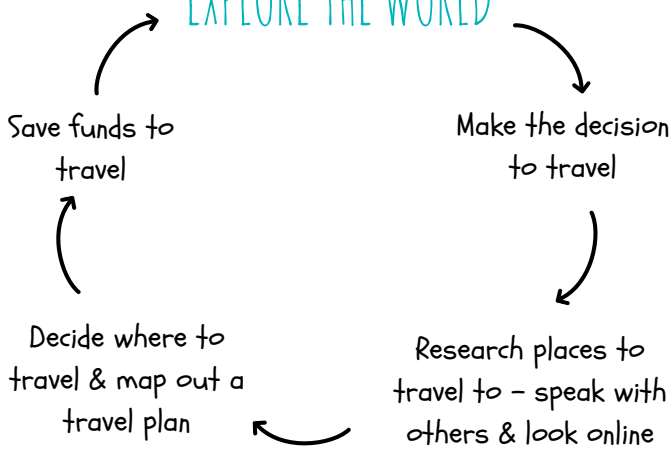 EXPLORE THE WORLD
Make the decision
to travel
Research places to
travel to – speak with
others & look online
Decide where to
travel & map out a
travel plan
Save funds to
travel